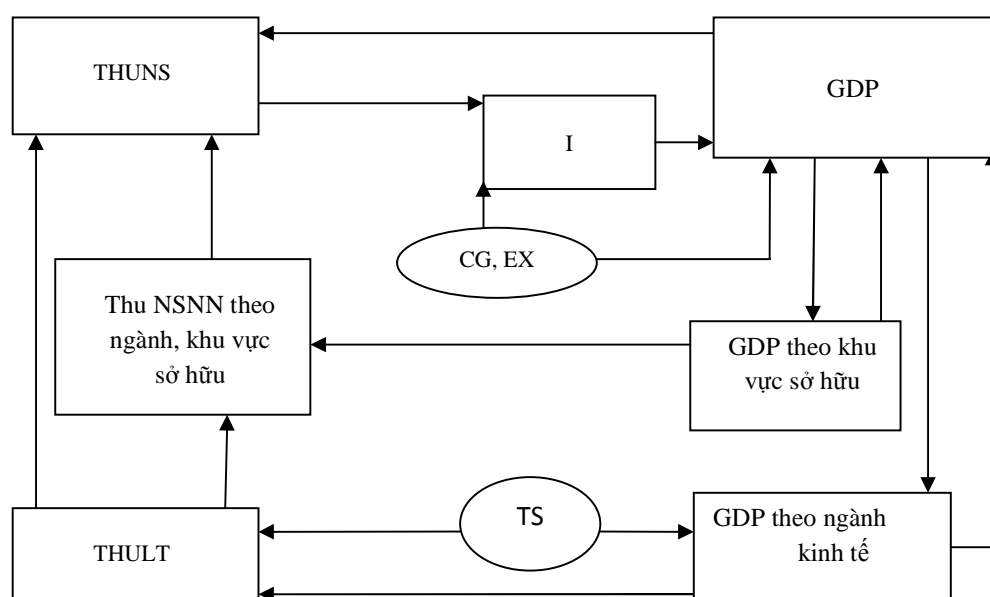 THUNS
GDP
I
CG, EX
Thu NSNN theo
ngành, khu vực
sở hữu
GDP theo khu
vực sở hữu
TS
GDP theo ngành
kinh tế
THULT